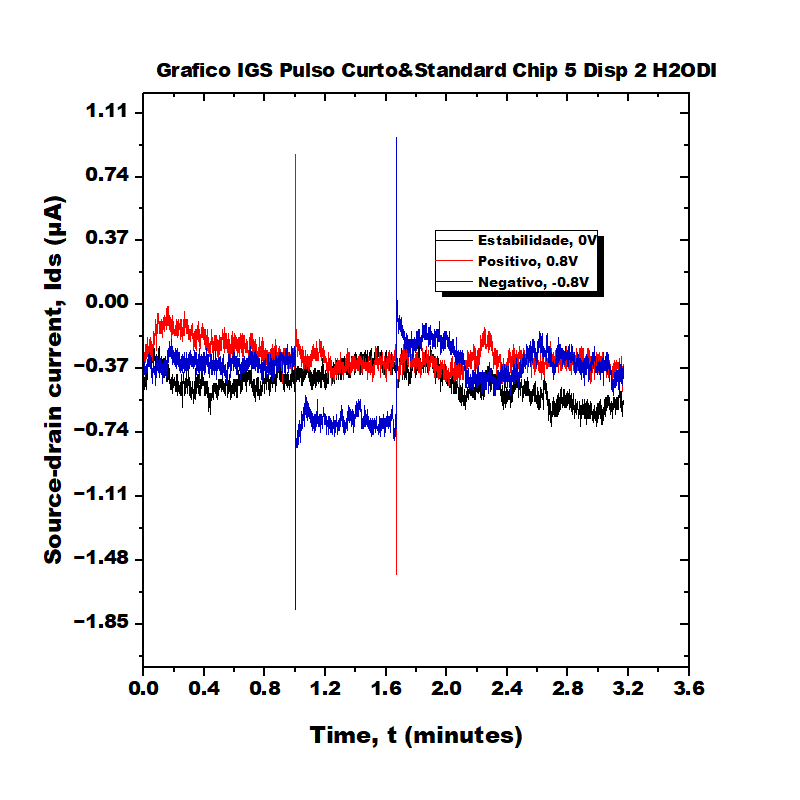 Grafico IGS Pulso Curto&Standard Chip 5 Disp 2 H2ODI
1.11
0.74
0.37
0.00
−0.37
−0.74
−1.11
−1.48
−1.85
Source-drain current, Ids (µA)
Estabilidade, 0V
Positivo, 0.8V
Negativo, -0.8V
0.0 0.4 0.8 1.2 1.6 2.0 2.4 2.8 3.2 3.6
Time, t (minutes)